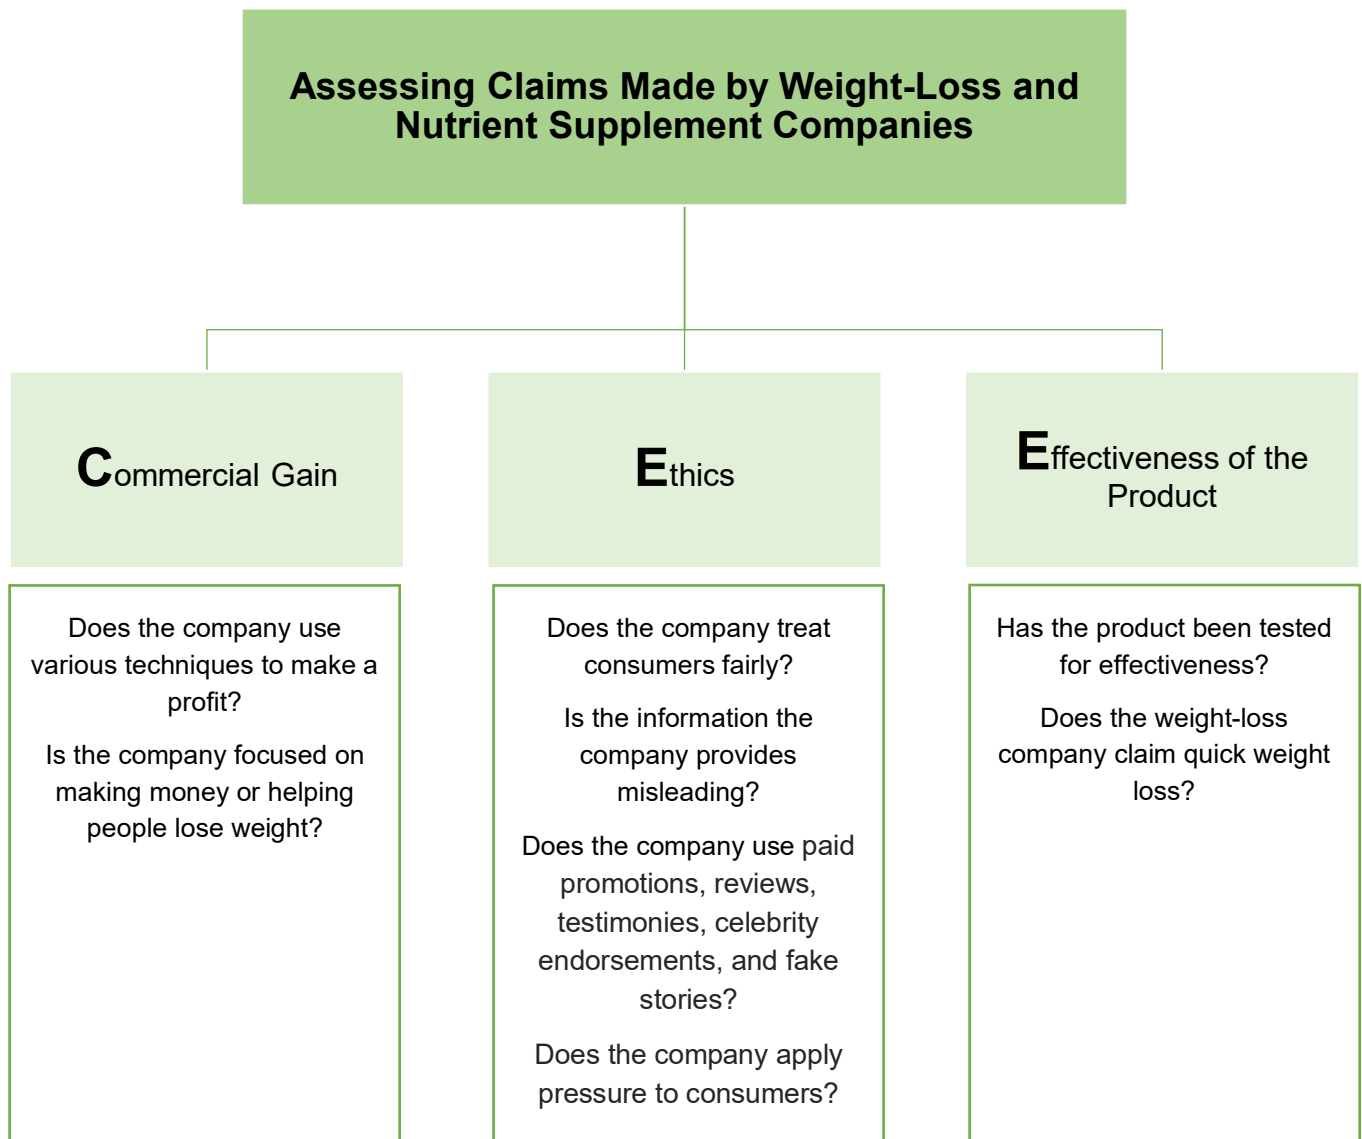 Assessing Claims Made by Weight-Loss and
Nutrient Supplement Companies
Commercial Gain
Ethics
Effectiveness of the
Product
Does the company use
various techniques to make a
profit?
Is the company focused on
making money or helping
people lose weight?
Does the company treat
consumers fairly?
Is the information the
company provides
misleading?
Does the company use paid
promotions, reviews,
testimonies, celebrity
endorsements, and fake
stories?
Does the company apply
pressure to consumers?
Has the product been tested
for effectiveness?
Does the weight-loss
company claim quick weight
loss?